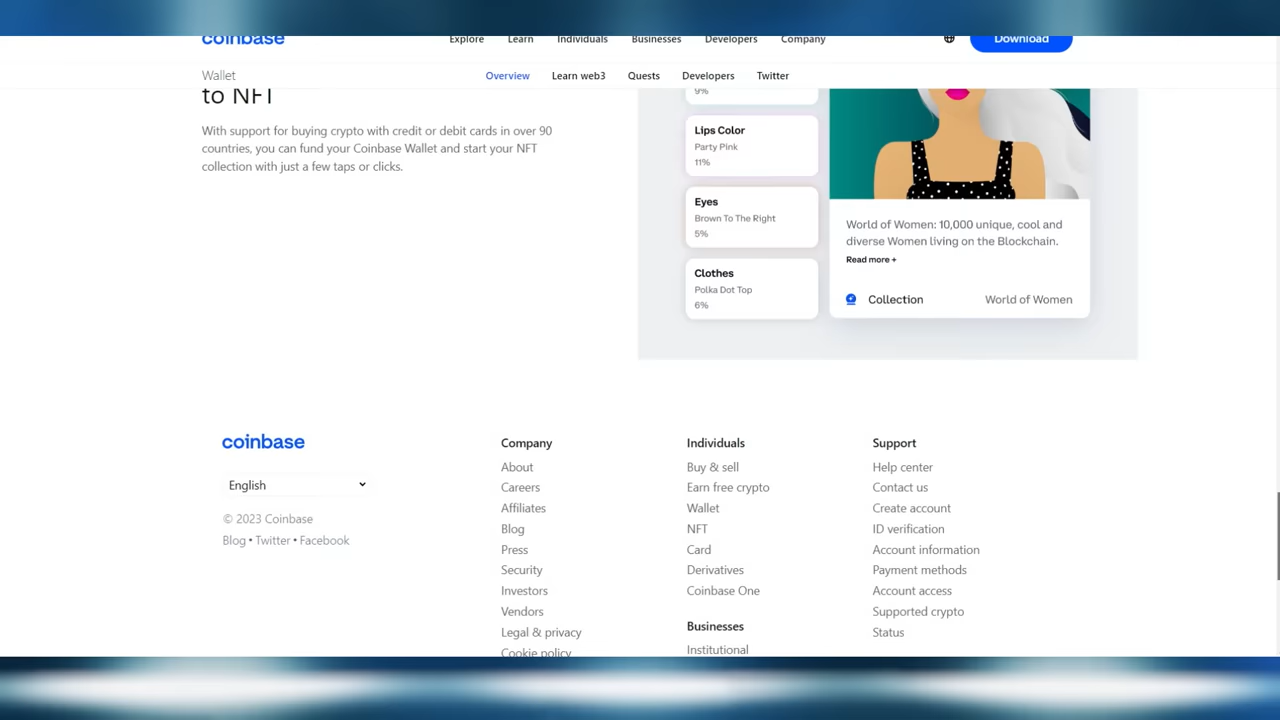 coinbase
Explore Learn Individuals Businesses Developers Company
Download
Wallet
Overview Learn web3 Quests Developers Twitter
to NFT
With support for buying crypto with credit or debit cards in over 90
countries, you can fund your Coinbase Wallet and start your NFT
collection with just a few taps or clicks.
9%
Lips Color
Party Pink
11%
Eyes
Brown To The Right
5%
Clothes
Polka Dot Top
6%
World of Women: 10,000 unique, cool and
diverse Women living on the Blockchain.
Read more +
Collection World of Women
coinbase
English
© 2023 Coinbase
Blog • Twitter • Facebook
Company
About
Careers
Affiliates
Blog
Press
Security
Investors
Vendors
Legal & privacy
Cookie policy
Individuals
Buy & sell
Earn free crypto
Wallet
NFT
Card
Derivatives
Coinbase One
Businesses
Institutional
Support
Help center
Contact us
Create account
ID verification
Account information
Payment methods
Account access
Supported crypto
Status